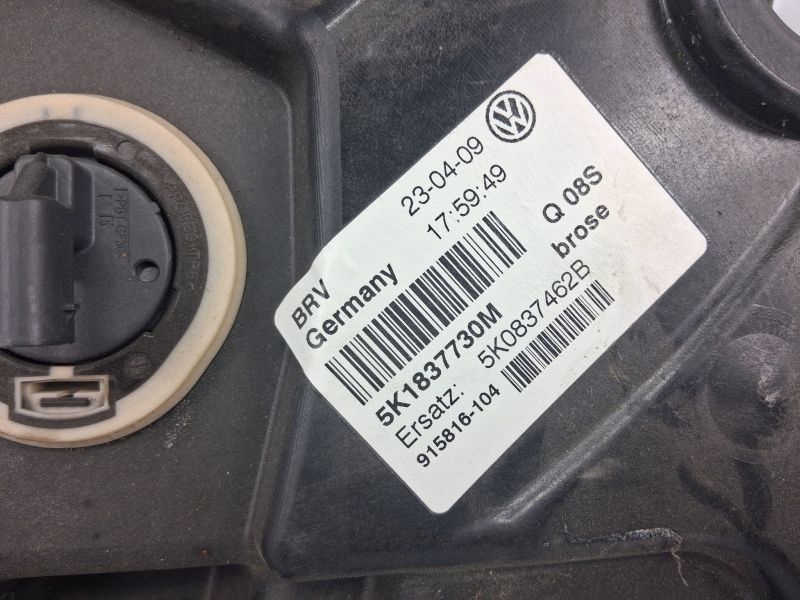 23-04-09
17:59:49
BRV
Germany
Q 08S
brose
5K1837730M
Ersatz: 5K0837462B
915816-104